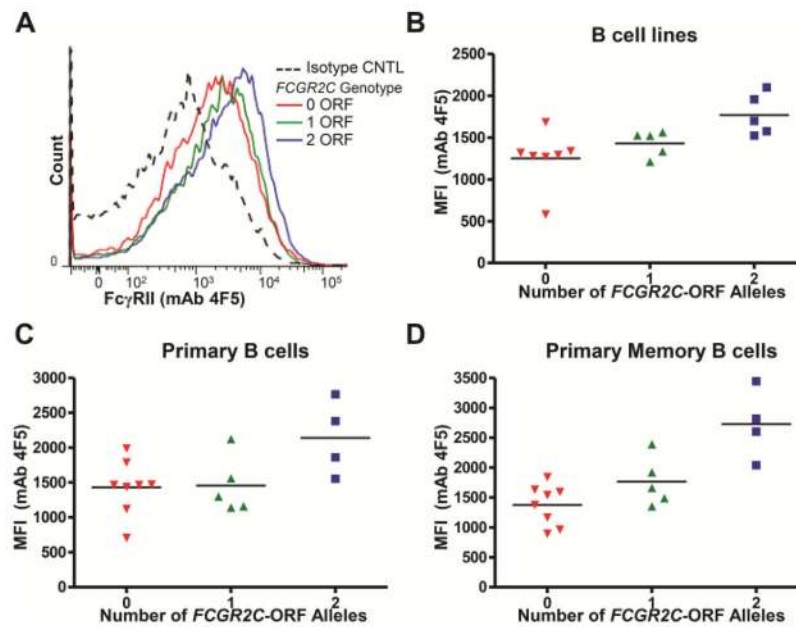 A
Count
0
Isotype CNTL
FCGR2C Genotype
0 ORF
1 ORF
2 ORF
0 10² 10³ 10⁴ 10⁵
FcγRII (mAb 4F5)
B
B cell lines
MFI (mAb 4F5)
2500
2000
1500
1000
500
0
0 1 2
Number of FCGR2C-ORF Alleles
C
Primary B cells
MFI (mAb 4F5)
3000
2500
2000
1500
1000
500
0
0 1 2
Number of FCGR2C-ORF Alleles
D
Primary Memory B cells
MFI (mAb 4F5)
3500
3000
2500
2000
1500
1000
500
0
0 1 2
Number of FCGR2C-ORF Alleles